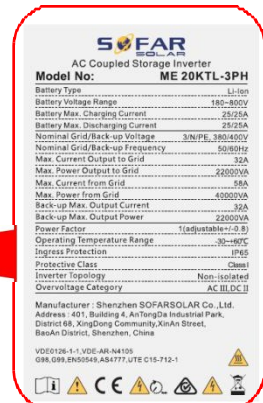 SOFAR
SOLAR
AC Coupled Storage Inverter
Model No: ME 20KTL-3PH
Battery Type Li-Ion
Battery Voltage Range 180~800V
Battery Max. Charging Current 25/25A
Battery Max. Discharging Current 25/25A
Nominal Grid/Back-up Voltage 3/N/PE, 380/400V
Nominal Grid/Back-up Frequency 50/60Hz
Max. Current Output to Grid 32A
Max. Power Output to Grid 22000VA
Max. Current from Grid 58A
Max. Power from Grid 40000VA
Back-up Max. Output Current 32A
Back-up Max. Output Power 22000VA
Power Factor 1(adjustable+/-0.8)
Operating Temperature Range -30~+60℃
Ingress Protection IP65
Protective Class Class I
Inverter Topology Non-isolated
Overvoltage Category AC III,DC II
Manufacturer : Shenzhen SOFARSOLAR Co.,Ltd.
Address : 401, Building 4, AnTongDa Industrial Park,
District 68, XingDong Community,XinAn Street,
BaoAn District, Shenzhen, China
VDE0126-1-1,VDE-AR-N4105
G98,G99,EN50549,AS4777,UTE C15-712-1